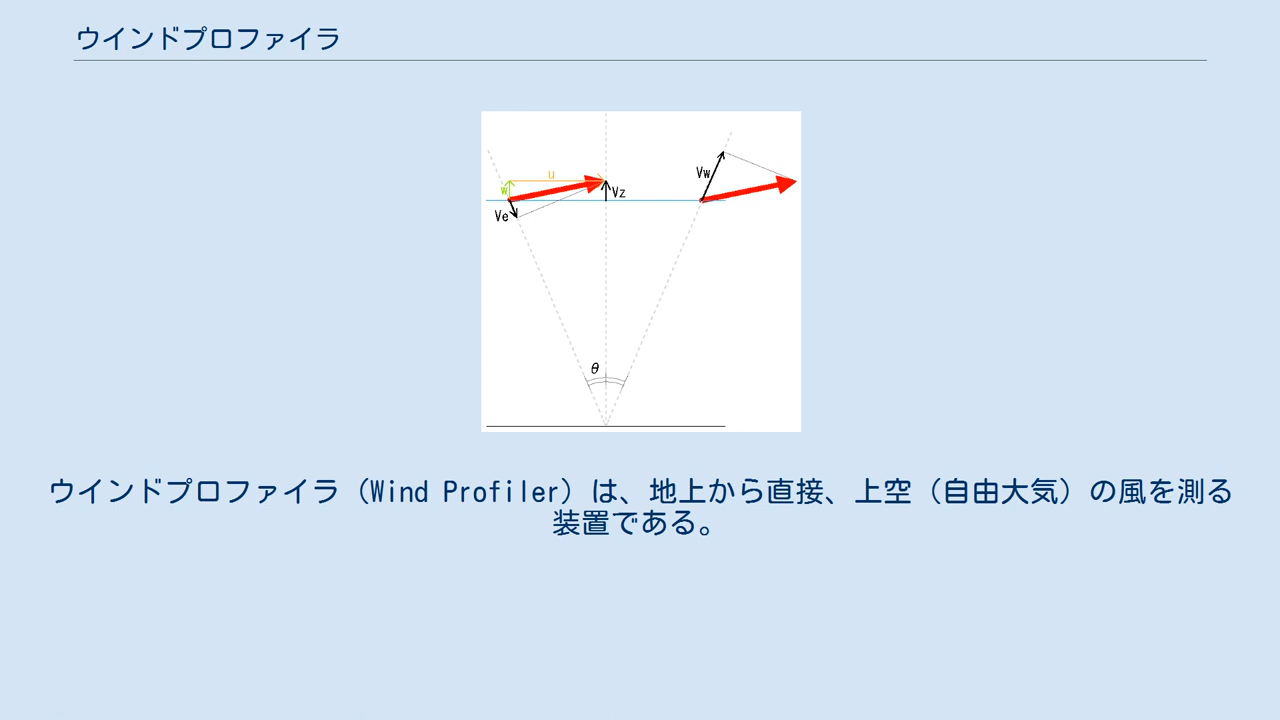 ウインドプロファイラ
u
w
Vz
Ve
Vw
θ
ウインドプロファイラ（Wind Profiler）は、地上から直接、上空（自由大気）の風を測る
装置である。